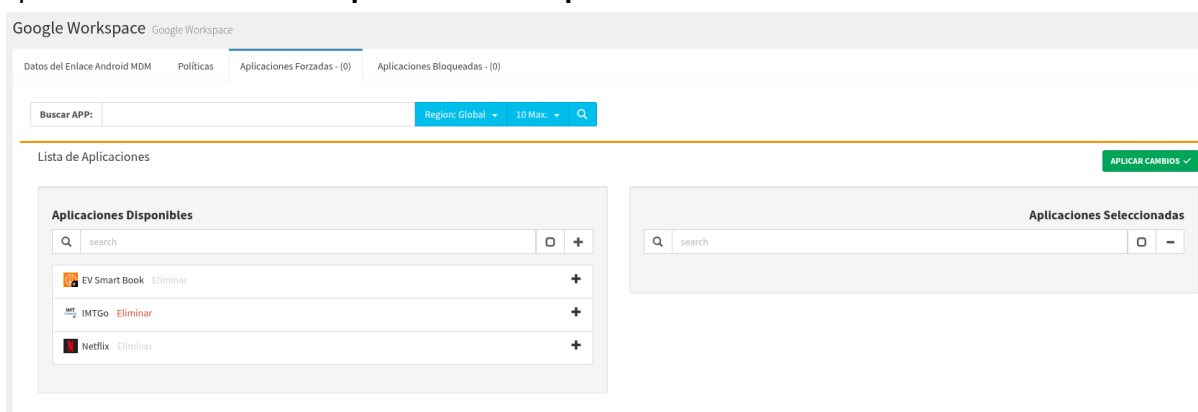 Google Workspace Google Workspace
Datos del Enlace Android MDM Políticas Aplicaciones Forzadas - (0) Aplicaciones Bloqueadas - (0)
Buscar APP: Region: Global 10 Max.
Lista de Aplicaciones APLICAR CAMBIOS
Aplicaciones Disponibles
search
EV Smart Book Eliminar
IMTGo Eliminar
Netflix Eliminar
Aplicaciones Seleccionadas
search